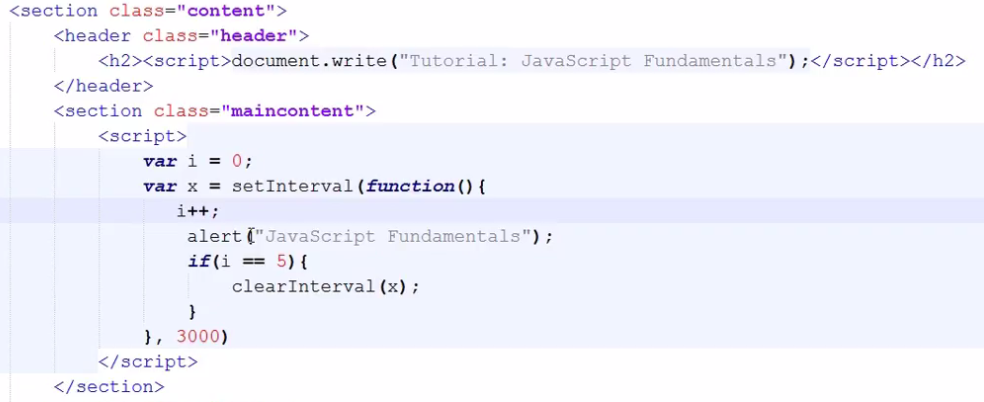 <section class="content">
<header class="header">
<h2><script>document.write("Tutorial: JavaScript Fundamentals");</script></h2>
</header>
<section class="maincontent">
<script>
var i = 0;
var x = setInterval(function(){
i++;
alert("JavaScript Fundamentals");
if(i == 5){
clearInterval(x);
}
}, 3000)
</script>
</section>